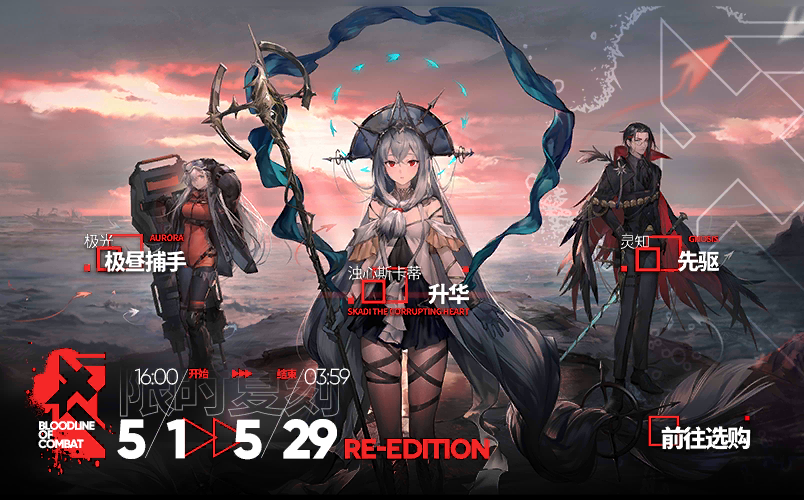 极光
AURORA
极昼捕手
浊心斯卡蒂
升华
SKADI THE CORRUPTING HEART
灵知
GNOSIS
先驱
16:00 开始
结束 03:59
限时复刻
5/1
5/29
RE-EDITION
BLOODLINE
OF
COMBAT
前往选购